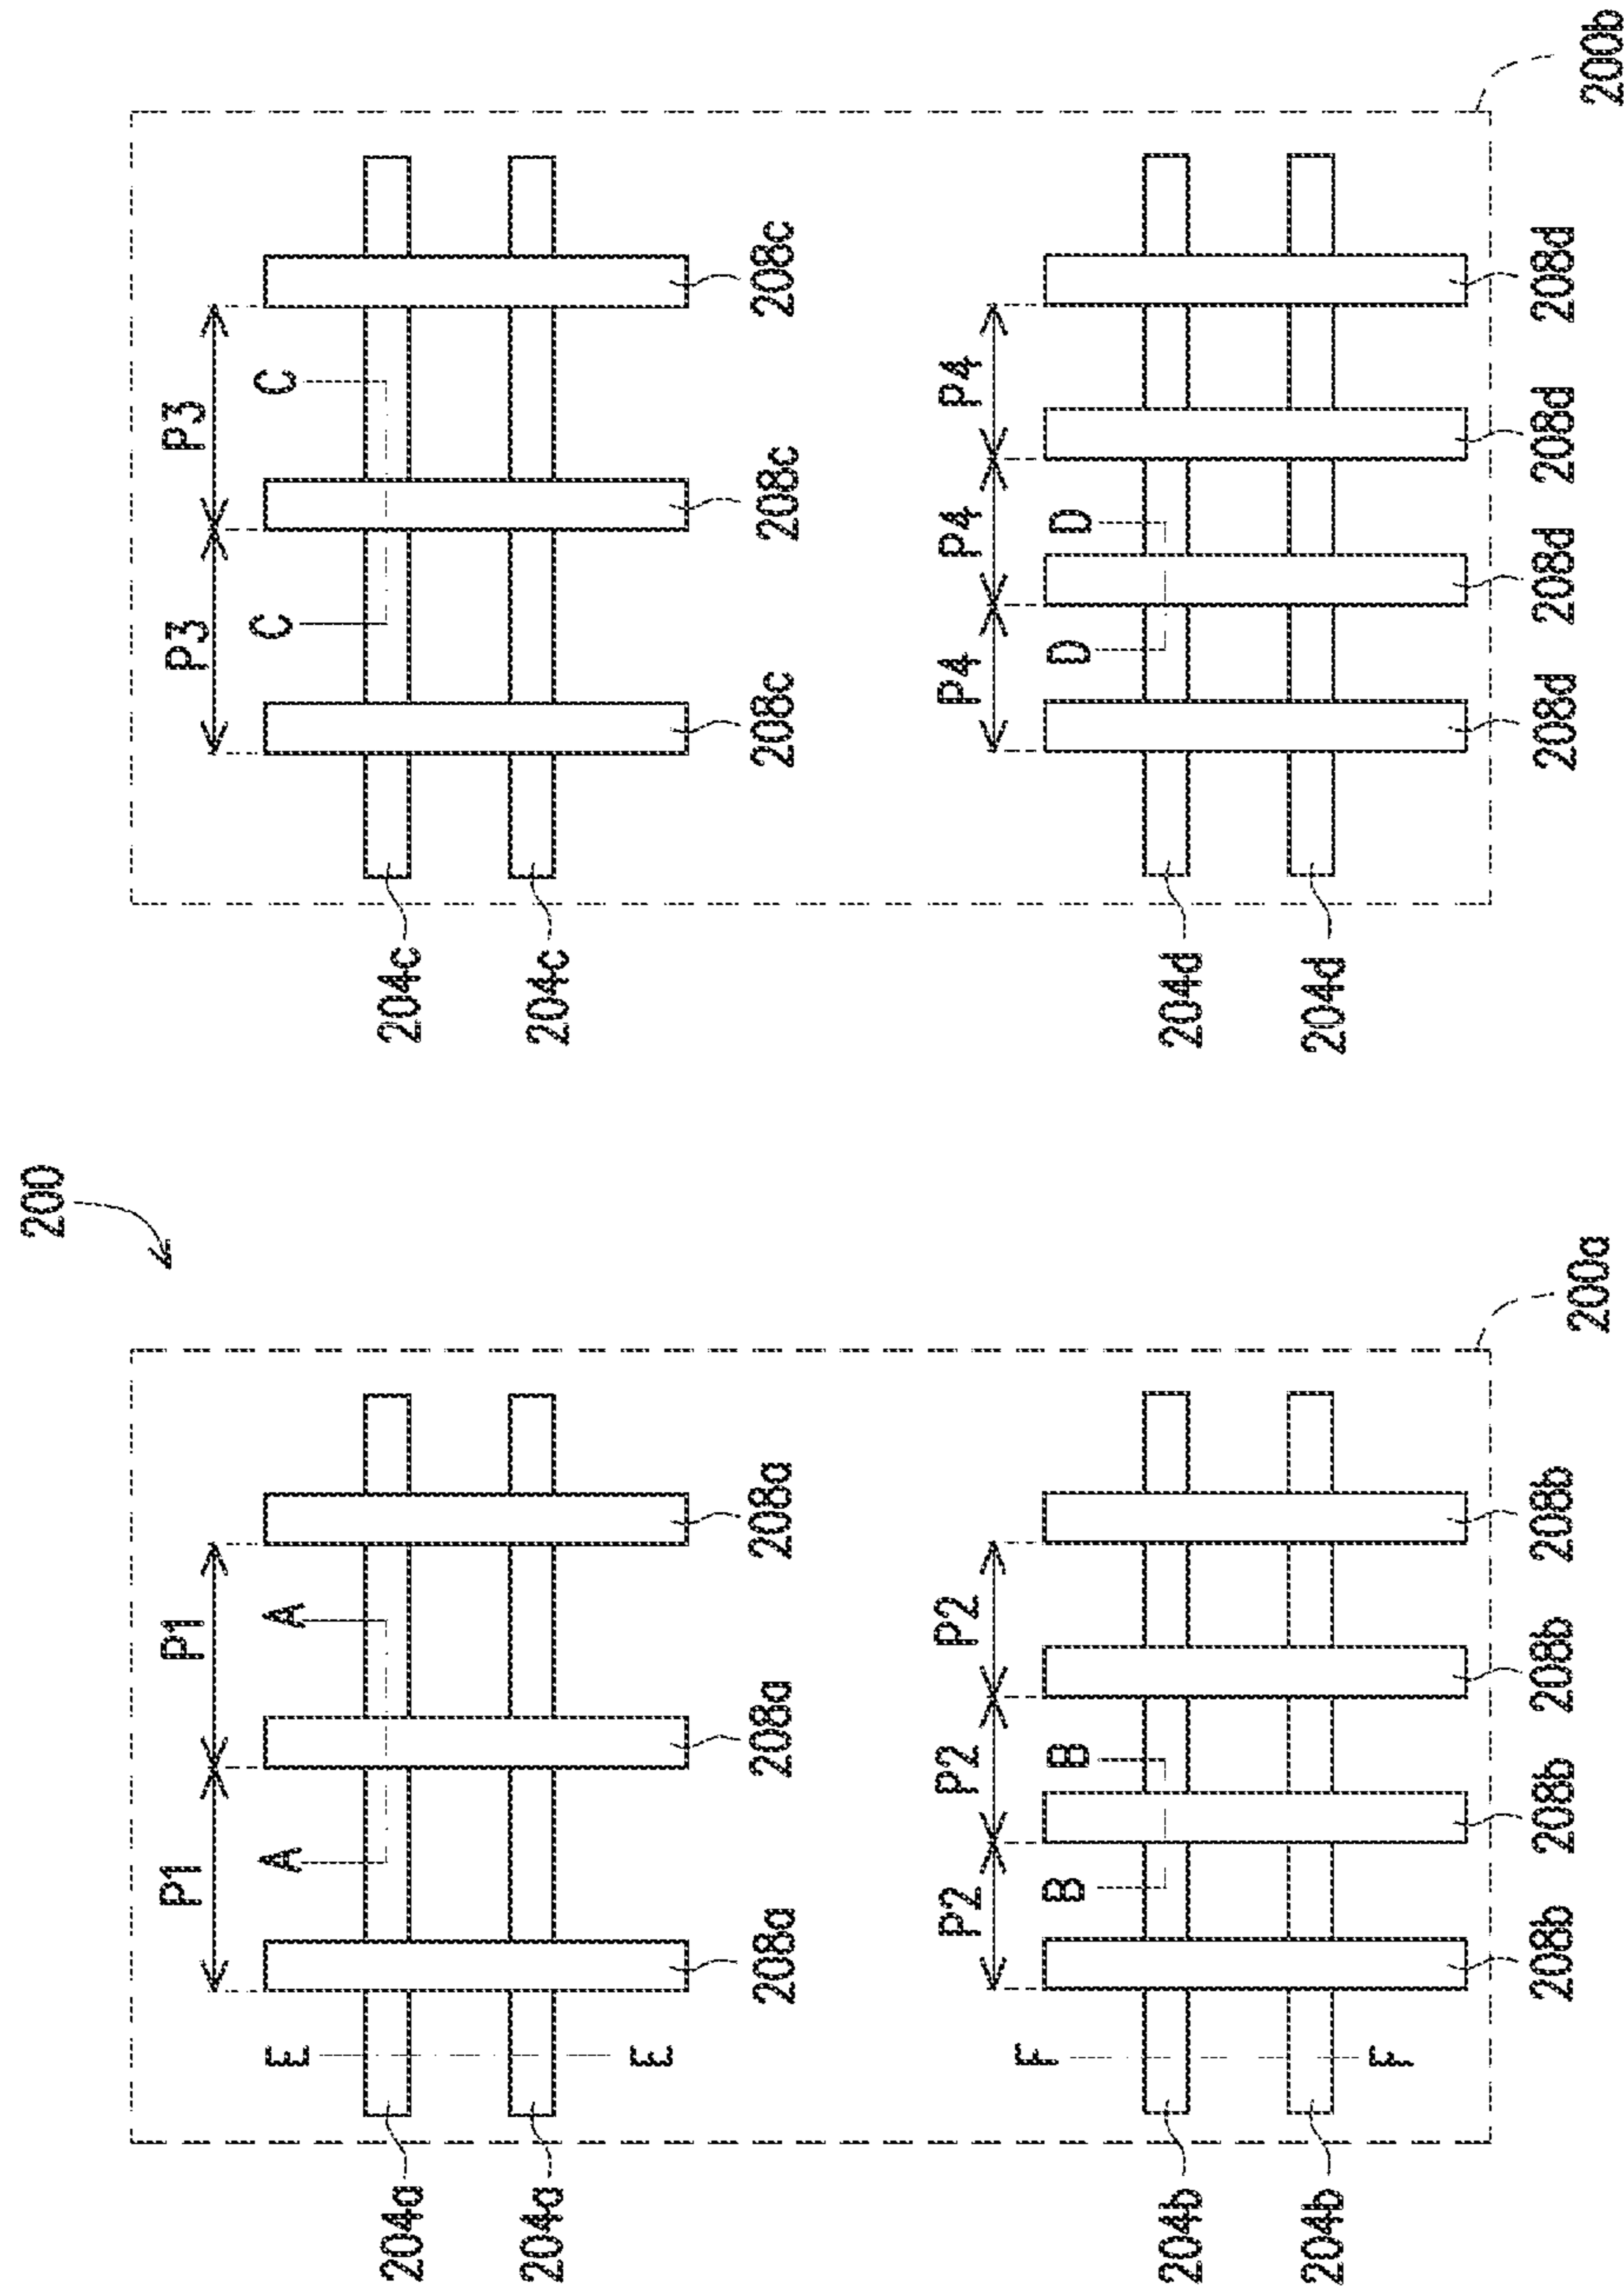 200
P1 P1
A A
E
204a
204a
E
208a 208a 208a
P2 P2 P2
B B
F
204b
204b
F
208b 208b 208b 208b
200a
P3 P3
C C
204c
204c
208c 208c 208c
P4 P4 P4
D D
204d
204d
208d 208d 208d 208d
200b